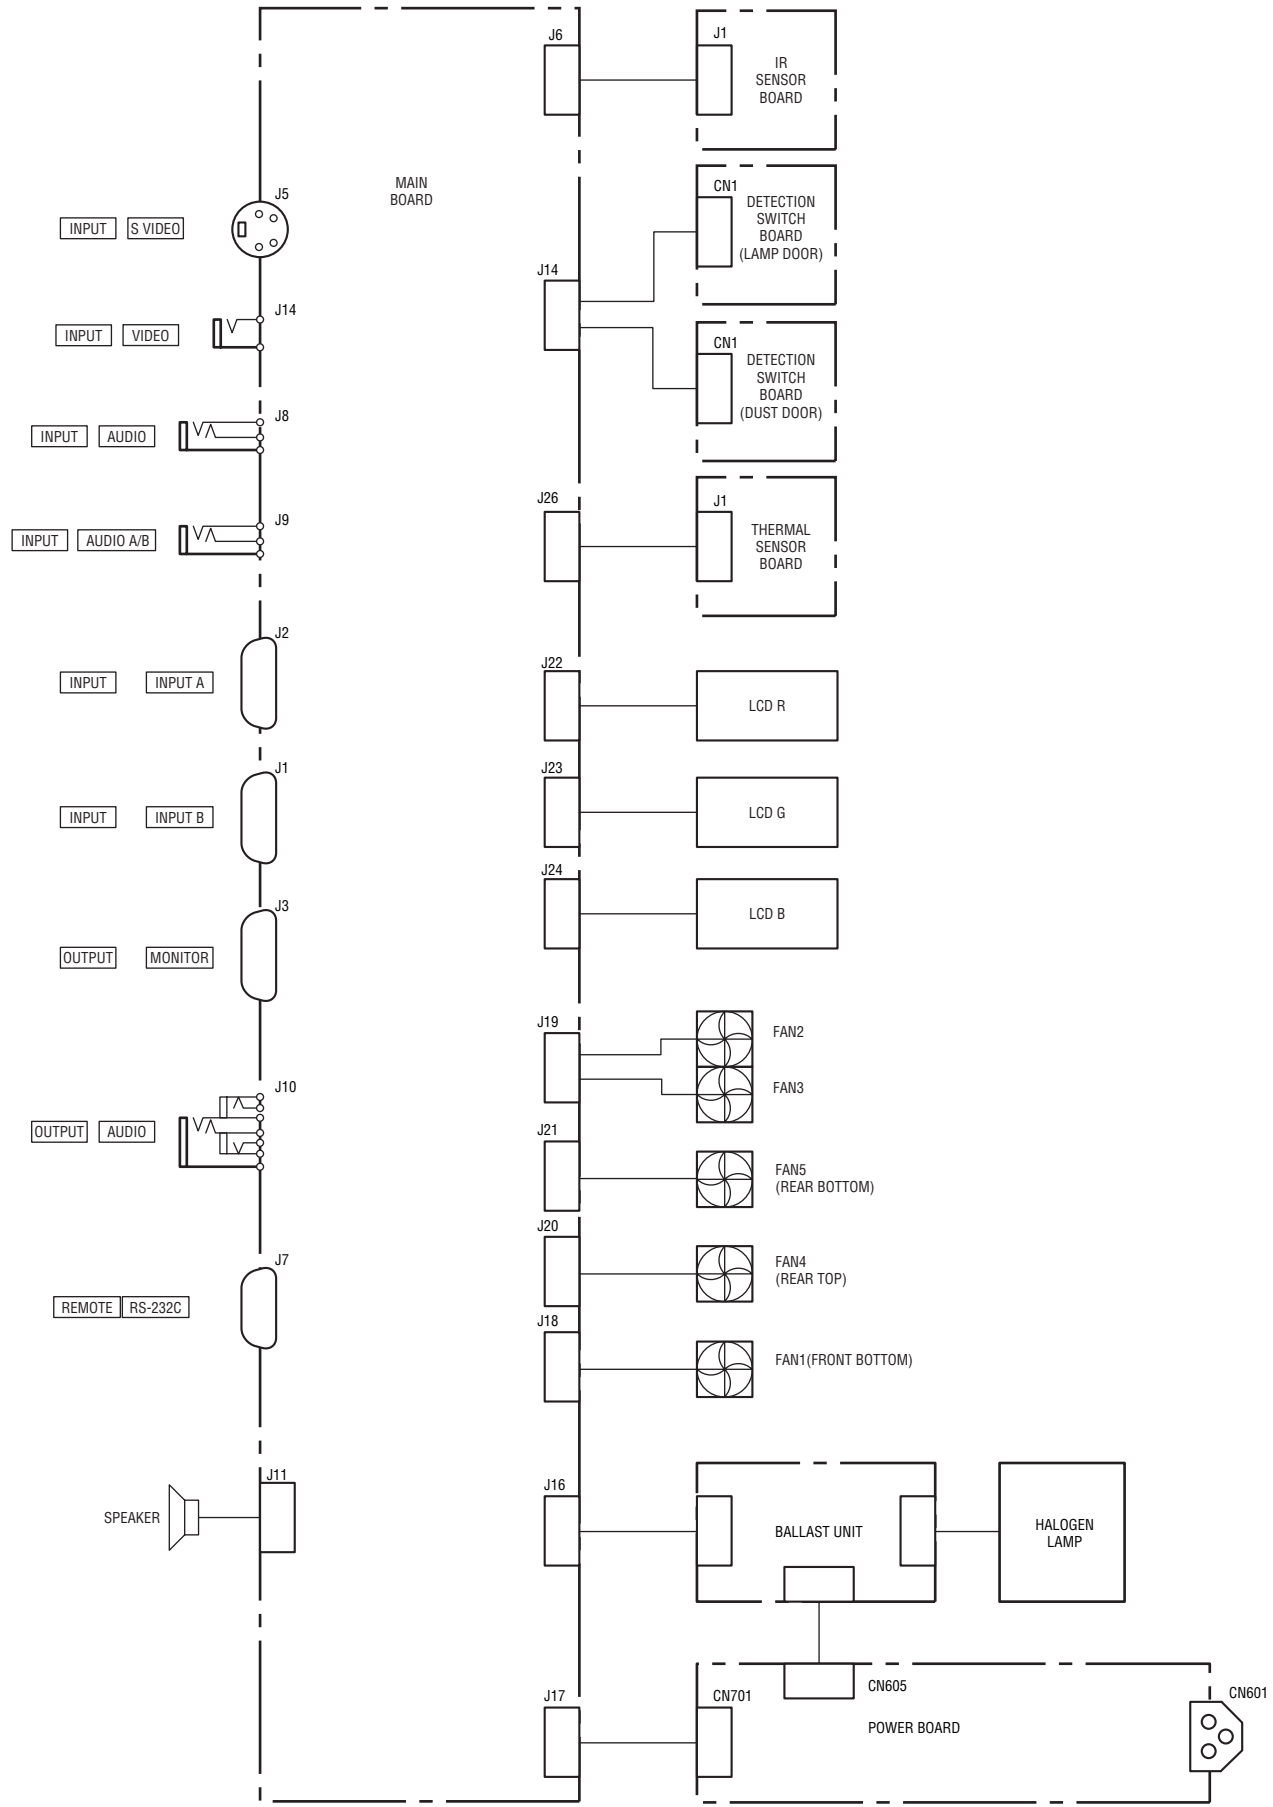 J6
J1
IR
SENSOR
BOARD
MAIN
BOARD
J5
INPUT S VIDEO
CN1
DETECTION
SWITCH
BOARD
(LAMP DOOR)
J14
J14
INPUT VIDEO
CN1
DETECTION
SWITCH
BOARD
(DUST DOOR)
J8
INPUT AUDIO
J26
J1
THERMAL
SENSOR
BOARD
J9
INPUT AUDIO A/B
J2
INPUT INPUT A
J22
LCD R
J1
INPUT INPUT B
J23
LCD G
J24
LCD B
J3
OUTPUT MONITOR
J19
FAN2
FAN3
J10
OUTPUT AUDIO
J21
FAN5
(REAR BOTTOM)
J20
FAN4
(REAR TOP)
J7
REMOTE RS-232C
J18
FAN1(FRONT BOTTOM)
J11
SPEAKER
J16
BALLAST UNIT
HALOGEN
LAMP
J17
CN701
CN605
POWER BOARD
CN601